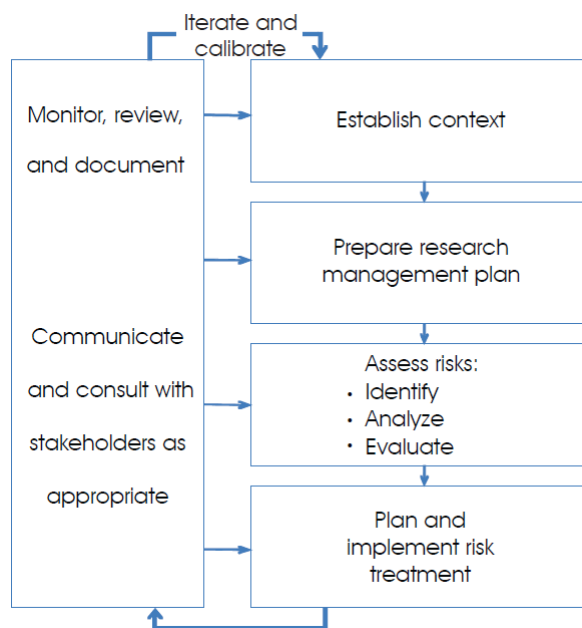 Iterate and
calibrate
Monitor, review,
and document
Communicate
and consult with
stakeholders as
appropriate
Establish context
Prepare research
management plan
Assess risks:
• Identify
• Analyze
• Evaluate
Plan and
implement risk
treatment